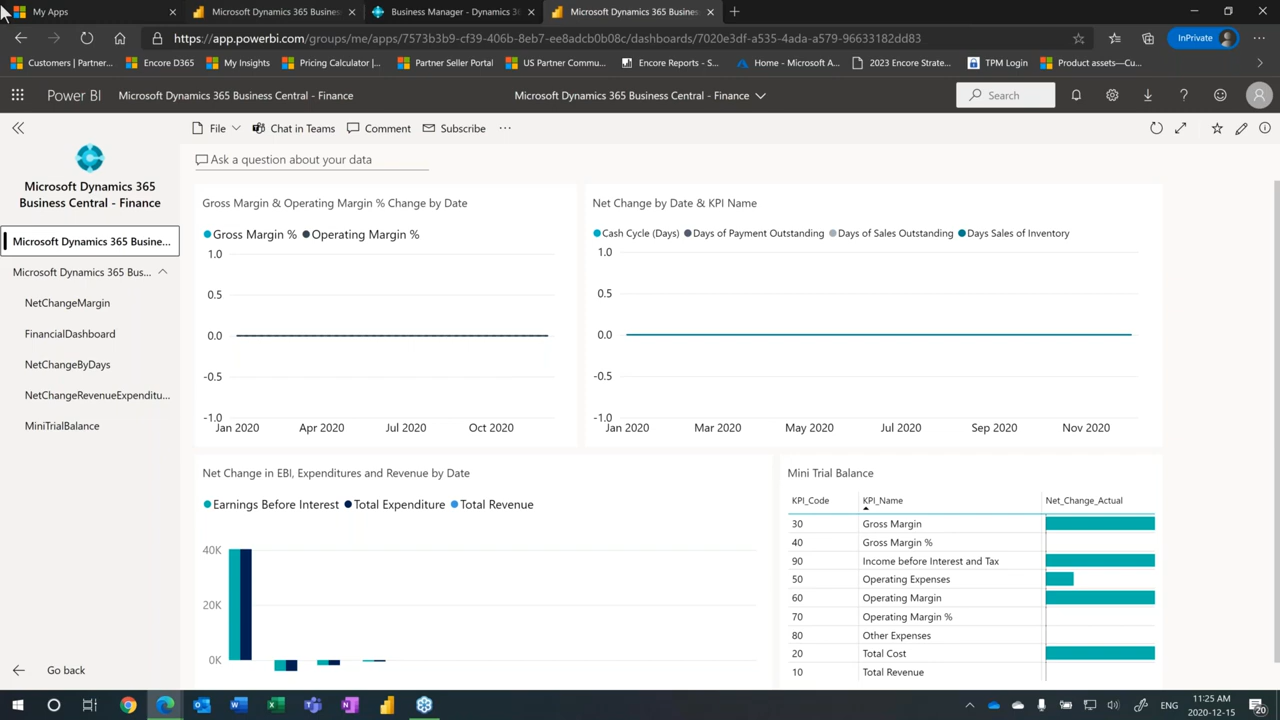 My Apps
Microsoft Dynamics 365 Busines
Business Manager - Dynamics 36
Microsoft Dynamics 365 Busines
https://app.powerbi.com/groups/me/apps/7573b3b9-cf39-406b-8eb7-ee8adcb0b08c/dashboards/7020e3df-a535-4ada-a579-96633182dd83
InPrivate
Customers | Partner...
Encore D365
My Insights
Pricing Calculator |...
Partner Seller Portal
US Partner Commu...
Encore Reports - S...
Home - Microsoft A...
2023 Encore Strate...
TPM Login
Product assets—Cu...
Power BI
Microsoft Dynamics 365 Business Central - Finance
Microsoft Dynamics 365 Business Central - Finance
Search
File
Chat in Teams
Comment
Subscribe
Microsoft Dynamics 365
Business Central - Finance
Microsoft Dynamics 365 Busine...
Microsoft Dynamics 365 Bus...
NetChangeMargin
FinancialDashboard
NetChangeByDays
NetChangeRevenueExpenditu...
MiniTrialBalance
Go back
Ask a question about your data
Gross Margin & Operating Margin % Change by Date
Gross Margin % Operating Margin %
1.0
0.5
0.0
-0.5
-1.0
Jan 2020 Apr 2020 Jul 2020 Oct 2020
Net Change by Date & KPI Name
Cash Cycle (Days) Days of Payment Outstanding Days of Sales Outstanding Days Sales of Inventory
1.0
0.5
0.0
-0.5
-1.0
Jan 2020 Mar 2020 May 2020 Jul 2020 Sep 2020 Nov 2020
Net Change in EBI, Expenditures and Revenue by Date
Earnings Before Interest Total Expenditure Total Revenue
40K
20K
0K
Mini Trial Balance
KPI_Code KPI_Name Net_Change_Actual
30 Gross Margin
40 Gross Margin %
90 Income before Interest and Tax
50 Operating Expenses
60 Operating Margin
70 Operating Margin %
80 Other Expenses
20 Total Cost
10 Total Revenue
ENG
11:25 AM
2020-12-15
20